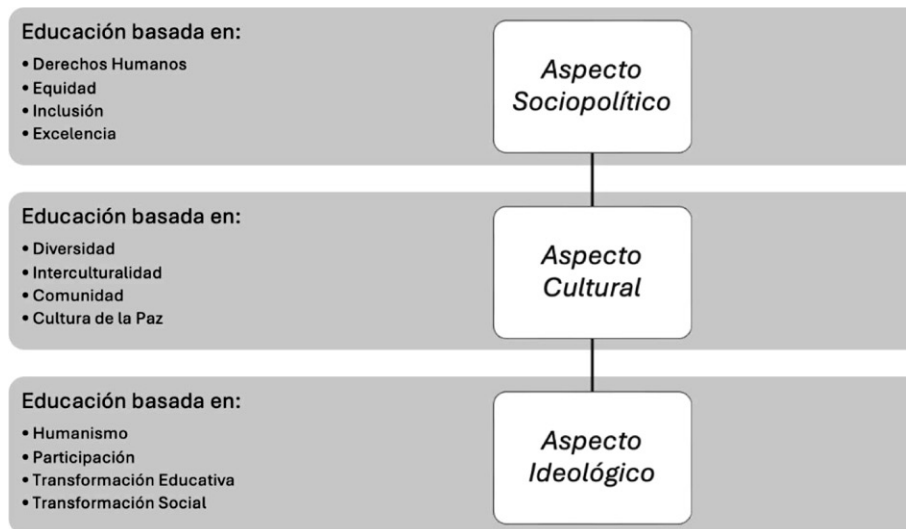 Educación basada en:
• Derechos Humanos
• Equidad
• Inclusión
• Excelencia
Aspecto
Sociopolítico
Educación basada en:
• Diversidad
• Interculturalidad
• Comunidad
• Cultura de la Paz
Aspecto
Cultural
Educación basada en:
• Humanismo
• Participación
• Transformación Educativa
• Transformación Social
Aspecto
Ideológico